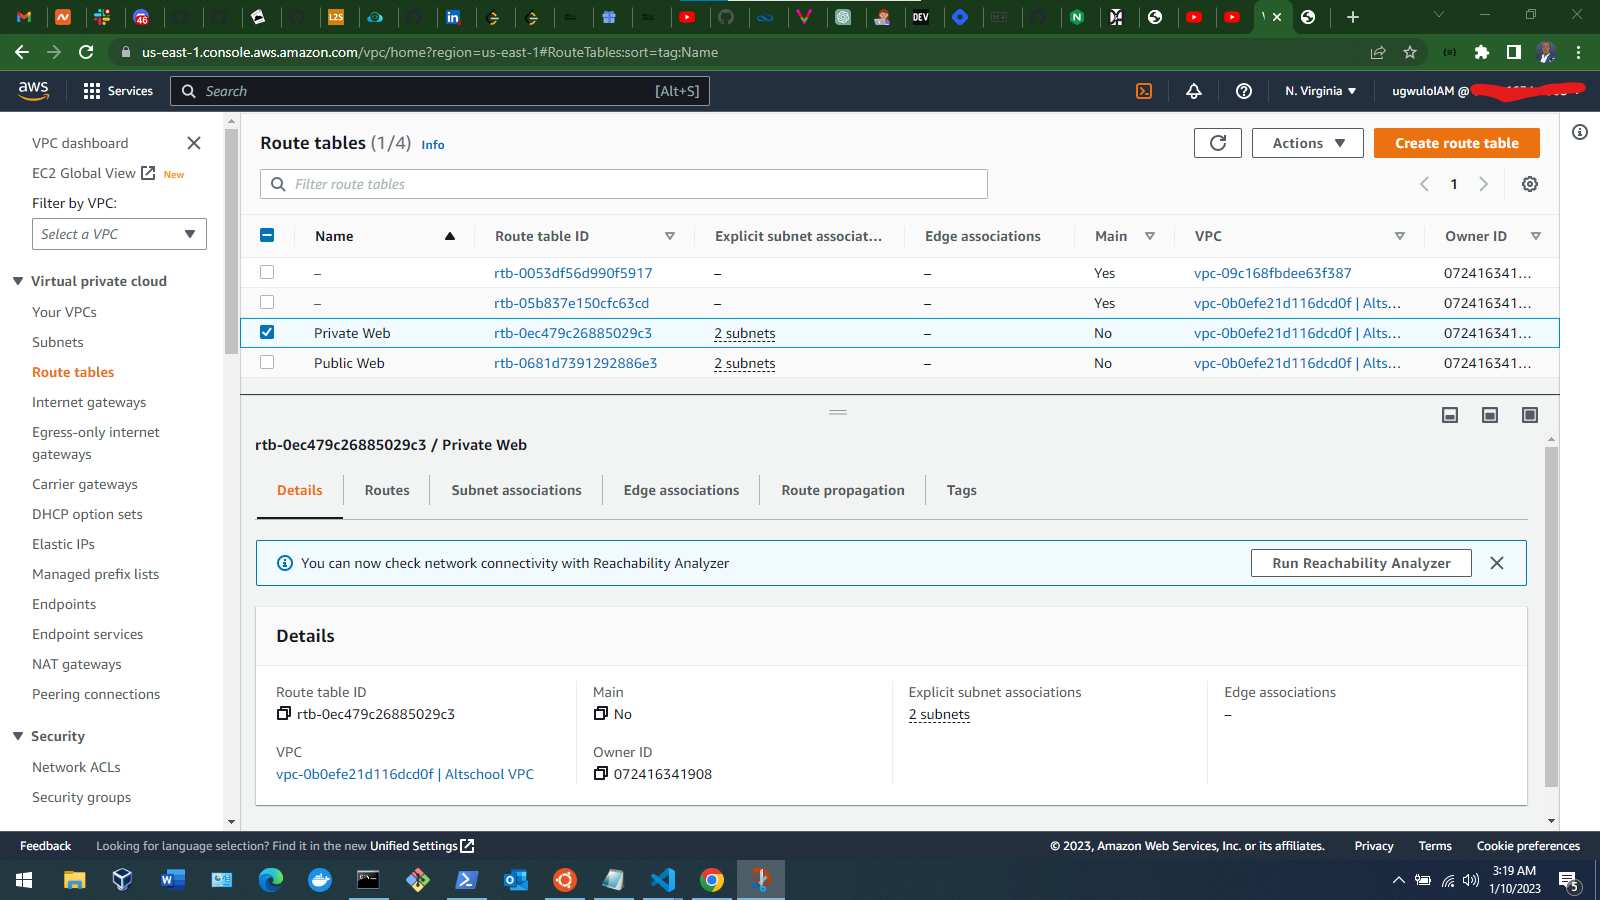 46
L2S
DEV
us-east-1.console.aws.amazon.com/vpc/home?region=us-east-1#RouteTables:sort=tag:Name
aws
Services
Search
[Alt+S]
N. Virginia
ugwulolAM @
VPC dashboard
EC2 Global View
New
Filter by VPC:
Select a VPC
Virtual private cloud
Your VPCs
Subnets
Route tables
Internet gateways
Egress-only internet
gateways
Carrier gateways
DHCP option sets
Elastic IPs
Managed prefix lists
Endpoints
Endpoint services
NAT gateways
Peering connections
Security
Network ACLs
Security groups
Route tables (1/4) Info
Actions
Create route table
Filter route tables
1
Name Route table ID Explicit subnet associat... Edge associations Main VPC Owner ID
– rtb-0053df56d990f5917 – – Yes vpc-09c168fbdee63f387 072416341...
– rtb-05b837e150cfc63cd – – Yes vpc-0b0efe21d116dcd0f | Alts... 072416341...
Private Web rtb-0ec479c26885029c3 2 subnets – No vpc-0b0efe21d116dcd0f | Alts... 072416341...
Public Web rtb-0681d7391292886e3 2 subnets – No vpc-0b0efe21d116dcd0f | Alts... 072416341...
rtb-0ec479c26885029c3 / Private Web
Details Routes Subnet associations Edge associations Route propagation Tags
You can now check network connectivity with Reachability Analyzer
Run Reachability Analyzer
Details
Route table ID
rtb-0ec479c26885029c3
Main
No
Explicit subnet associations
2 subnets
Edge associations
–
VPC
vpc-0b0efe21d116dcd0f | Altschool VPC
Owner ID
072416341908
Feedback
Looking for language selection? Find it in the new Unified Settings
© 2023, Amazon Web Services, Inc. or its affiliates.
Privacy
Terms
Cookie preferences
3:19 AM
1/10/2023
5